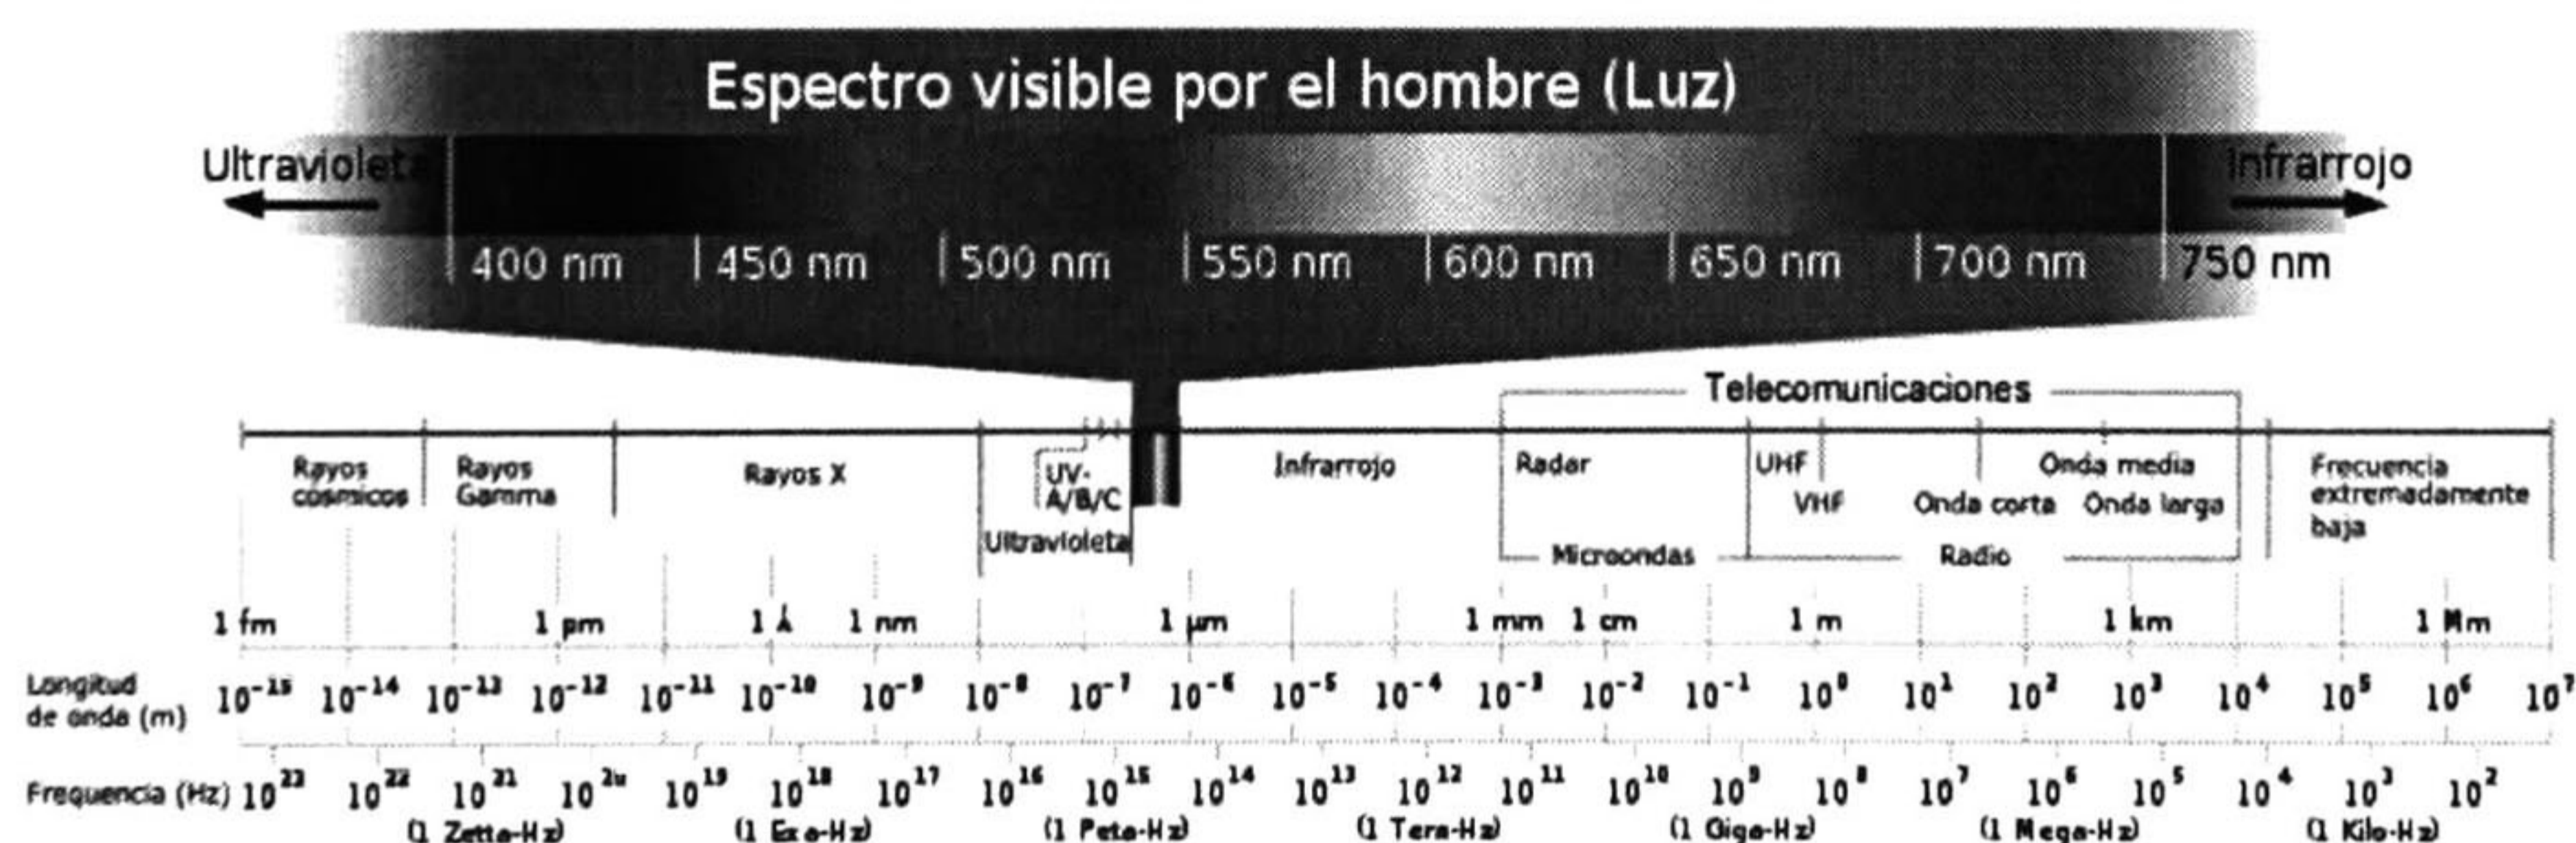 Espectro visible por el hombre (Luz)
Ultravioleta
Infrarrojo
400 nm 450 nm 500 nm 550 nm 600 nm 650 nm 700 nm 750 nm
Telecomunicaciones
Rayos cósmicos
Rayos Gamma
Rayos X
UV-A/B/C
Ultravioleta
Infrarrojo
Radar
UHF
VHF
Onda media
Onda corta
Onda larga
Frecuencia
extremadamente
baja
Microondas
Radio
1 fm 1 pm 1 Å 1 nm 1 µm 1 mm 1 cm 1 m 1 km 1 Mm
Longitud
de onda (m)
10⁻¹⁵ 10⁻¹⁴ 10⁻¹³ 10⁻¹² 10⁻¹¹ 10⁻¹⁰ 10⁻⁹ 10⁻⁸ 10⁻⁷ 10⁻⁶ 10⁻⁵ 10⁻⁴ 10⁻³ 10⁻² 10⁻¹ 10⁰ 10¹ 10² 10³ 10⁴ 10⁵ 10⁶ 10⁷
Frequencia (Hz) 10²³ 10²² 10²¹ 10²⁰ 10¹⁹ 10¹⁸ 10¹⁷ 10¹⁶ 10¹⁵ 10¹⁴ 10¹³ 10¹² 10¹¹ 10¹⁰ 10⁹ 10⁸ 10⁷ 10⁶ 10⁵ 10⁴ 10³ 10²
(1 Zetta-Hz) (1 Exa-Hz) (1 Peta-Hz) (1 Tera-Hz) (1 Giga-Hz) (1 Mega-Hz) (1 Kilo-Hz)